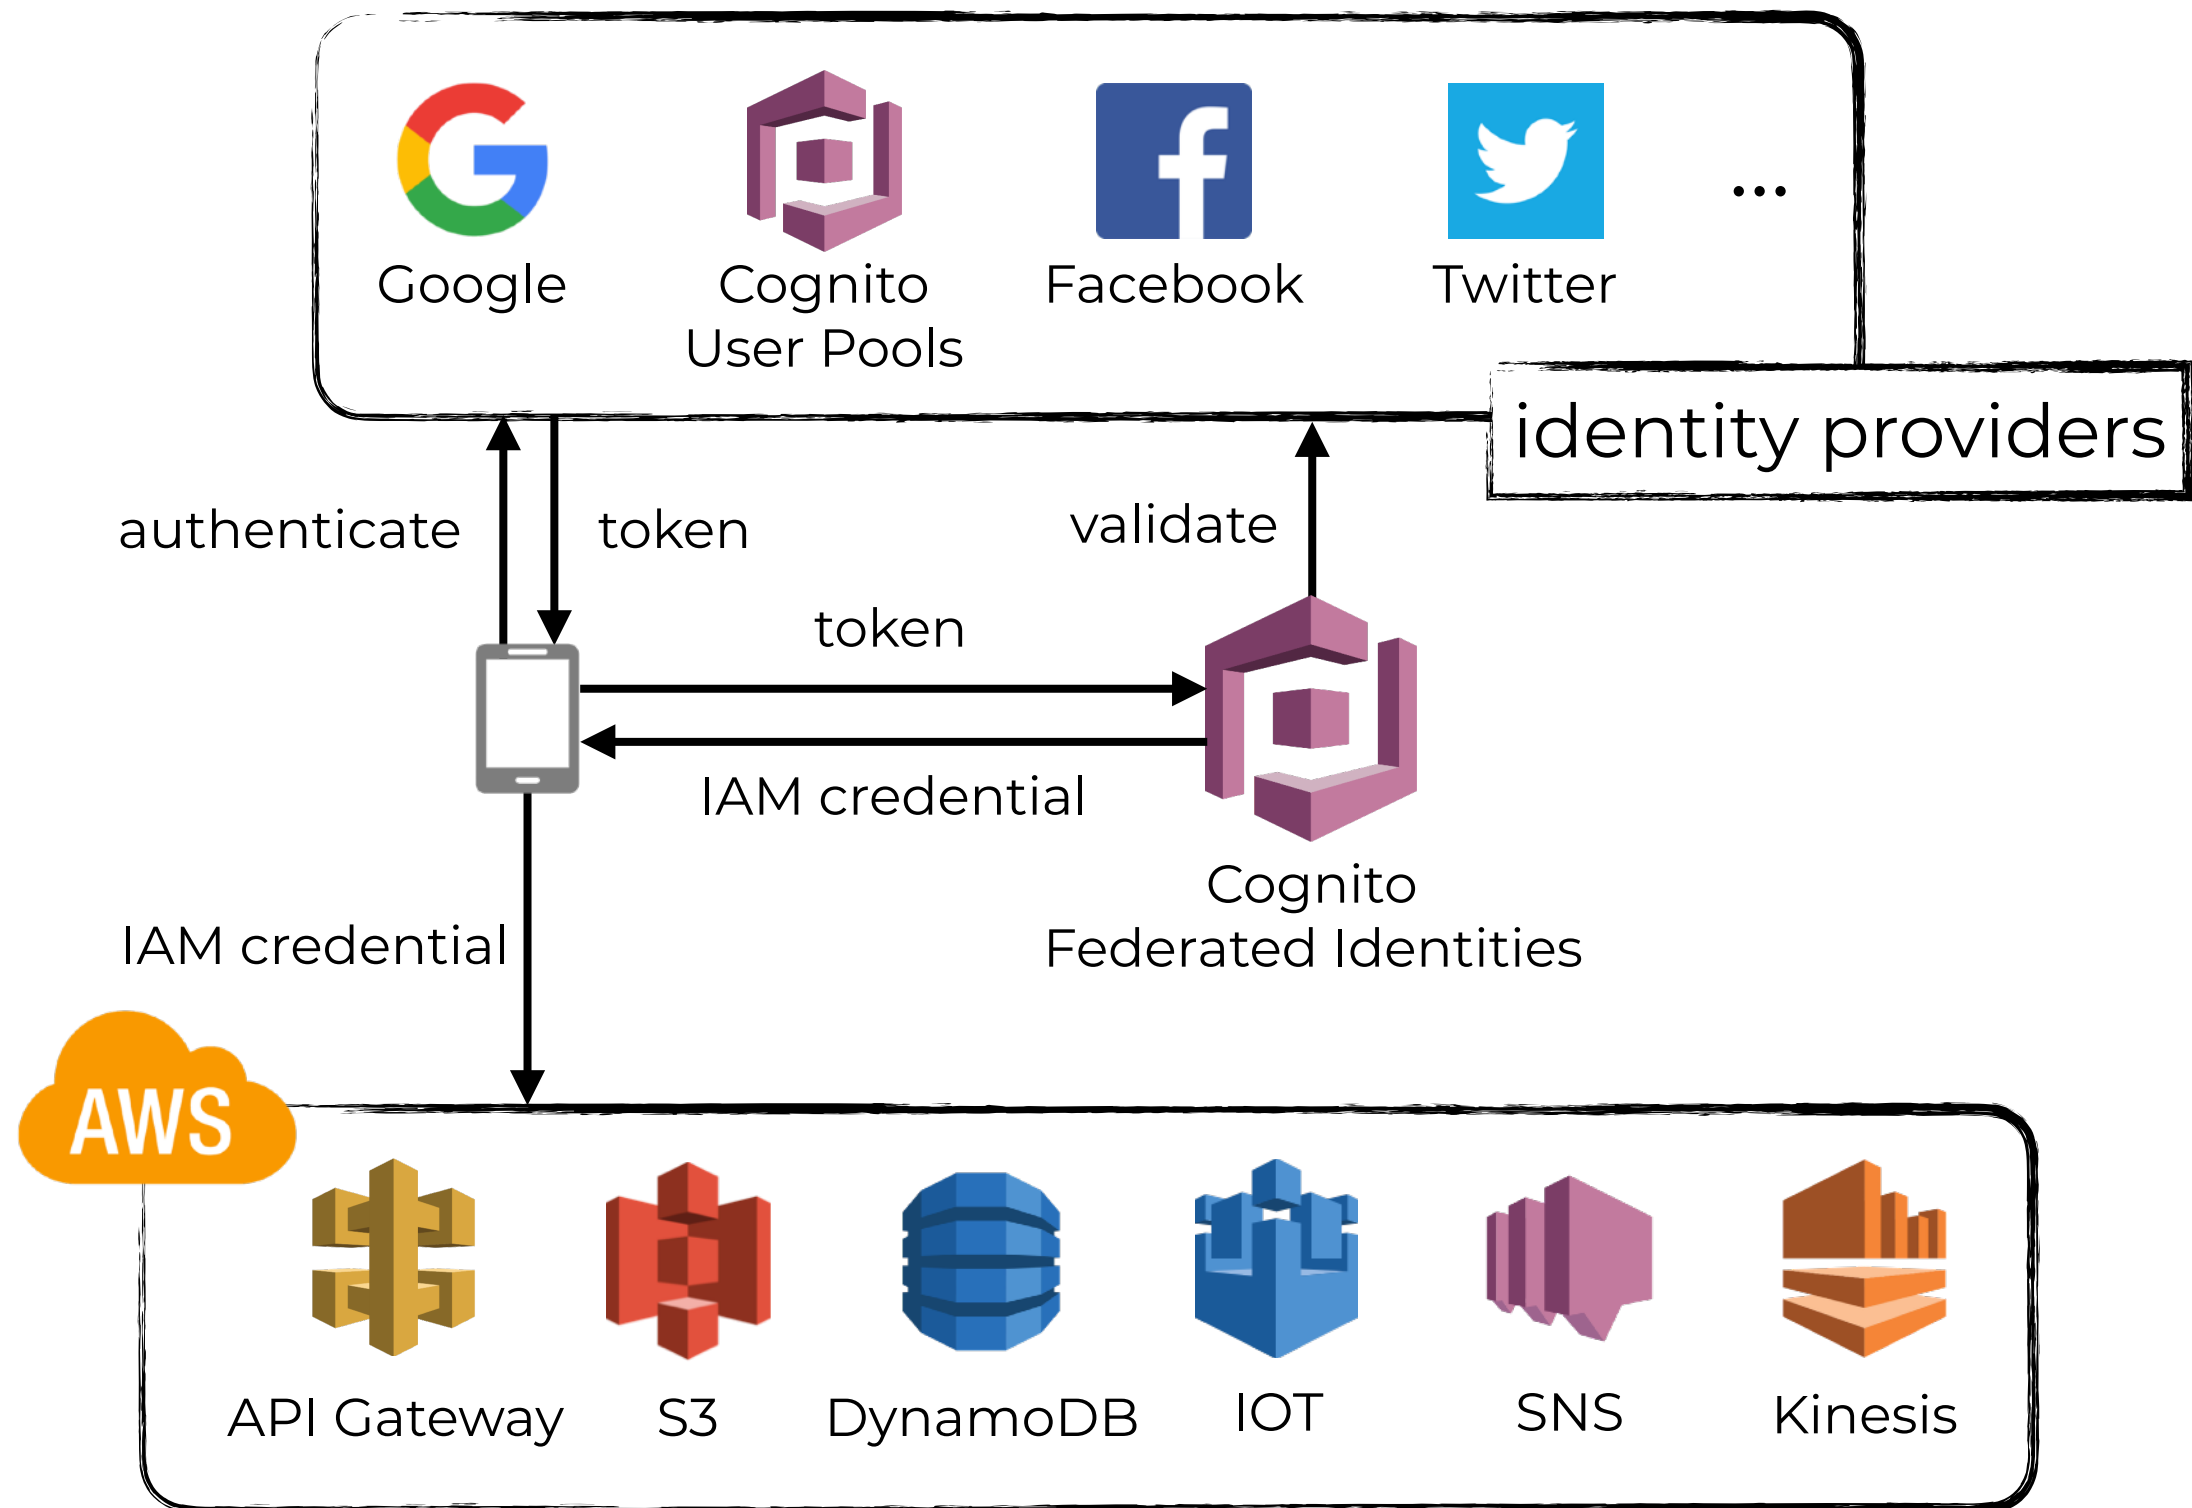 Google
Cognito
User Pools
Facebook
Twitter
...
identity providers
authenticate
token
validate
token
IAM credential
Cognito
Federated Identities
IAM credential
AWS
API Gateway
S3
DynamoDB
IOT
SNS
Kinesis